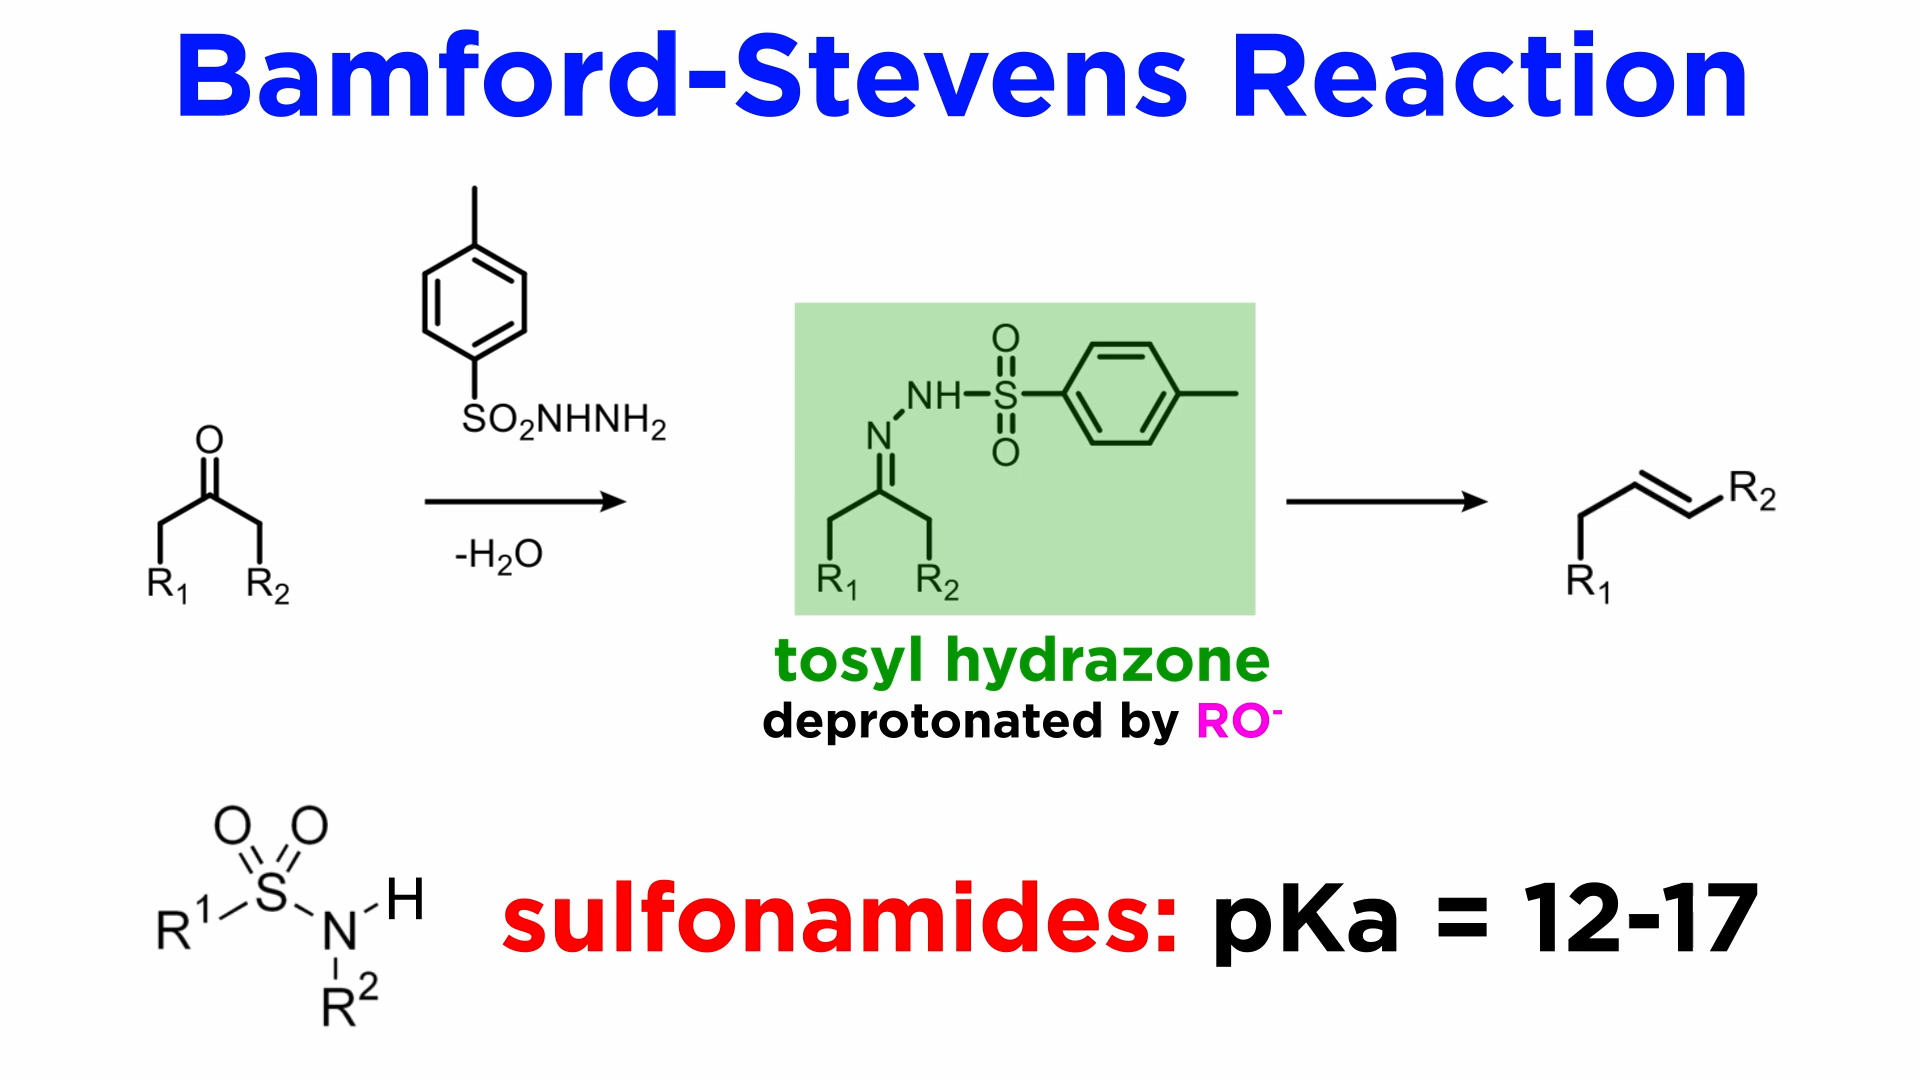 Bamford-Stevens Reaction
SO₂NHNH₂
O
R₁ R₂
-H₂O
O
NH S
N O
R₁ R₂
R₂
R₁
tosyl hydrazone
deprotonated by RO⁻
O O
S H
R¹ N
R²
sulfonamides: pKa = 12-17